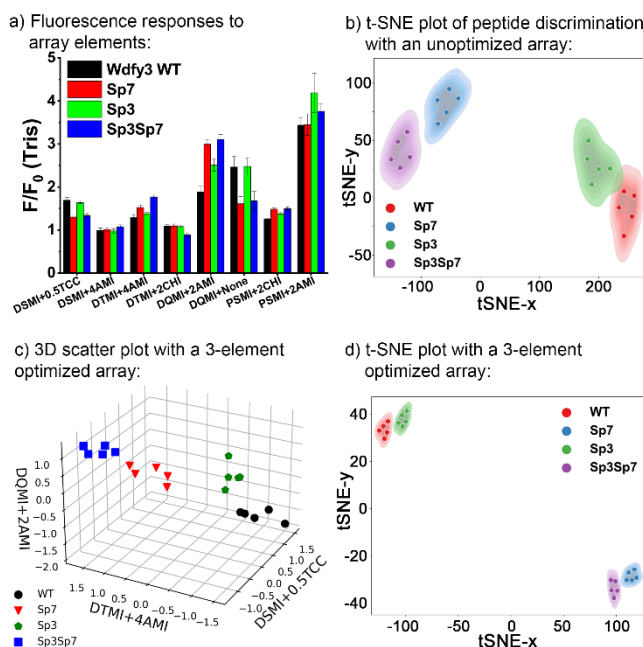 a) Fluorescence responses to
array elements:
Wdfy3 WT
Sp7
Sp3
Sp3Sp7
F/F0 (Tris)
5
4
3
2
1
0
DSMI+0.5TCC
DSMI+4AMI
DTMI+4AMI
DTMI+2CHI
DQMI+2AMI
DQMI+None
PSMI+2CHI
PSMI+2AMI
b) t-SNE plot of peptide discrimination
with an unoptimized array:
tSNE-y
100
50
0
-50
WT
Sp7
Sp3
Sp3Sp7
-100 0 100 200
tSNE-x
c) 3D scatter plot with a 3-element
optimized array:
DQMI+2AMI
1.0
0.5
0.0
-0.5
-1.0
-1.5
-2.0
1.5 1.0 0.5 0.0 -0.5 -1.0 -1.5
DTMI+4AMI
-1.0 -0.5 0.0 0.5 1.0 1.5
DSMI+0.5TCC
WT
Sp7
Sp3
Sp3Sp7
d) t-SNE plot with a 3-element
optimized array:
tSNE-y
40
20
0
-20
-40
WT
Sp7
Sp3
Sp3Sp7
-100 -50 0 50 100
tSNE-x